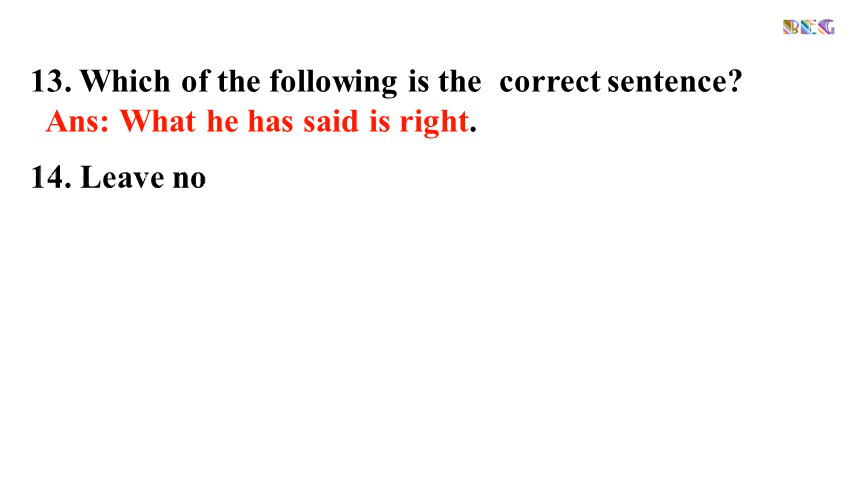 BEG
13. Which of the following is the correct sentence?
Ans: What he has said is right.
14. Leave no